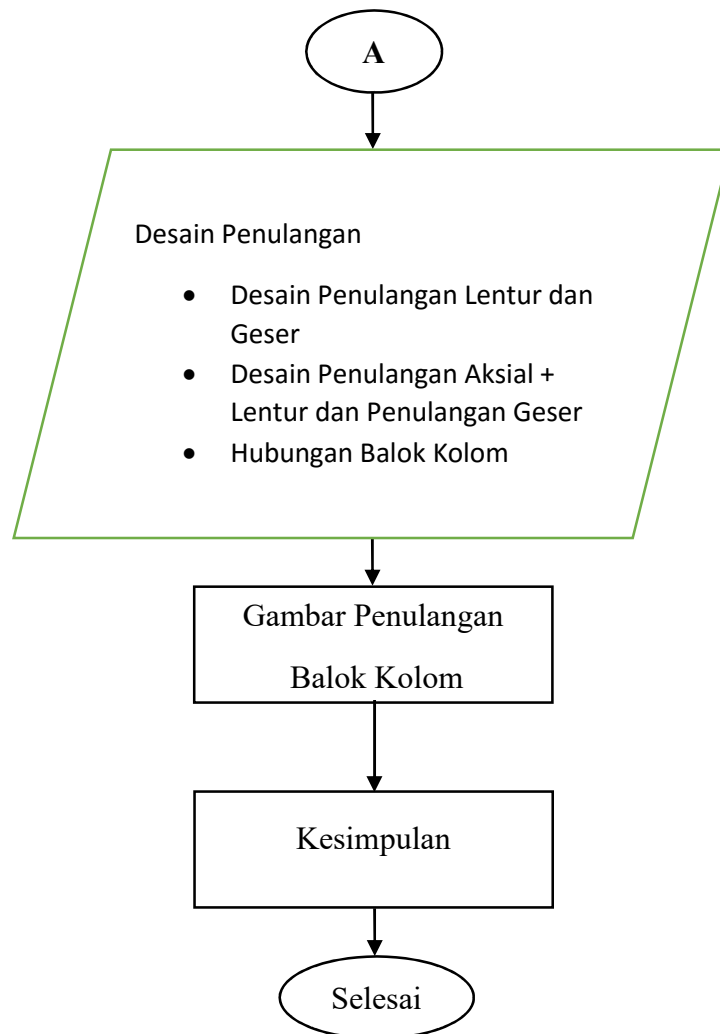 A
Desain Penulangan
• Desain Penulangan Lentur dan
Geser
• Desain Penulangan Aksial +
Lentur dan Penulangan Geser
• Hubungan Balok Kolom
Gambar Penulangan
Balok Kolom
Kesimpulan
Selesai